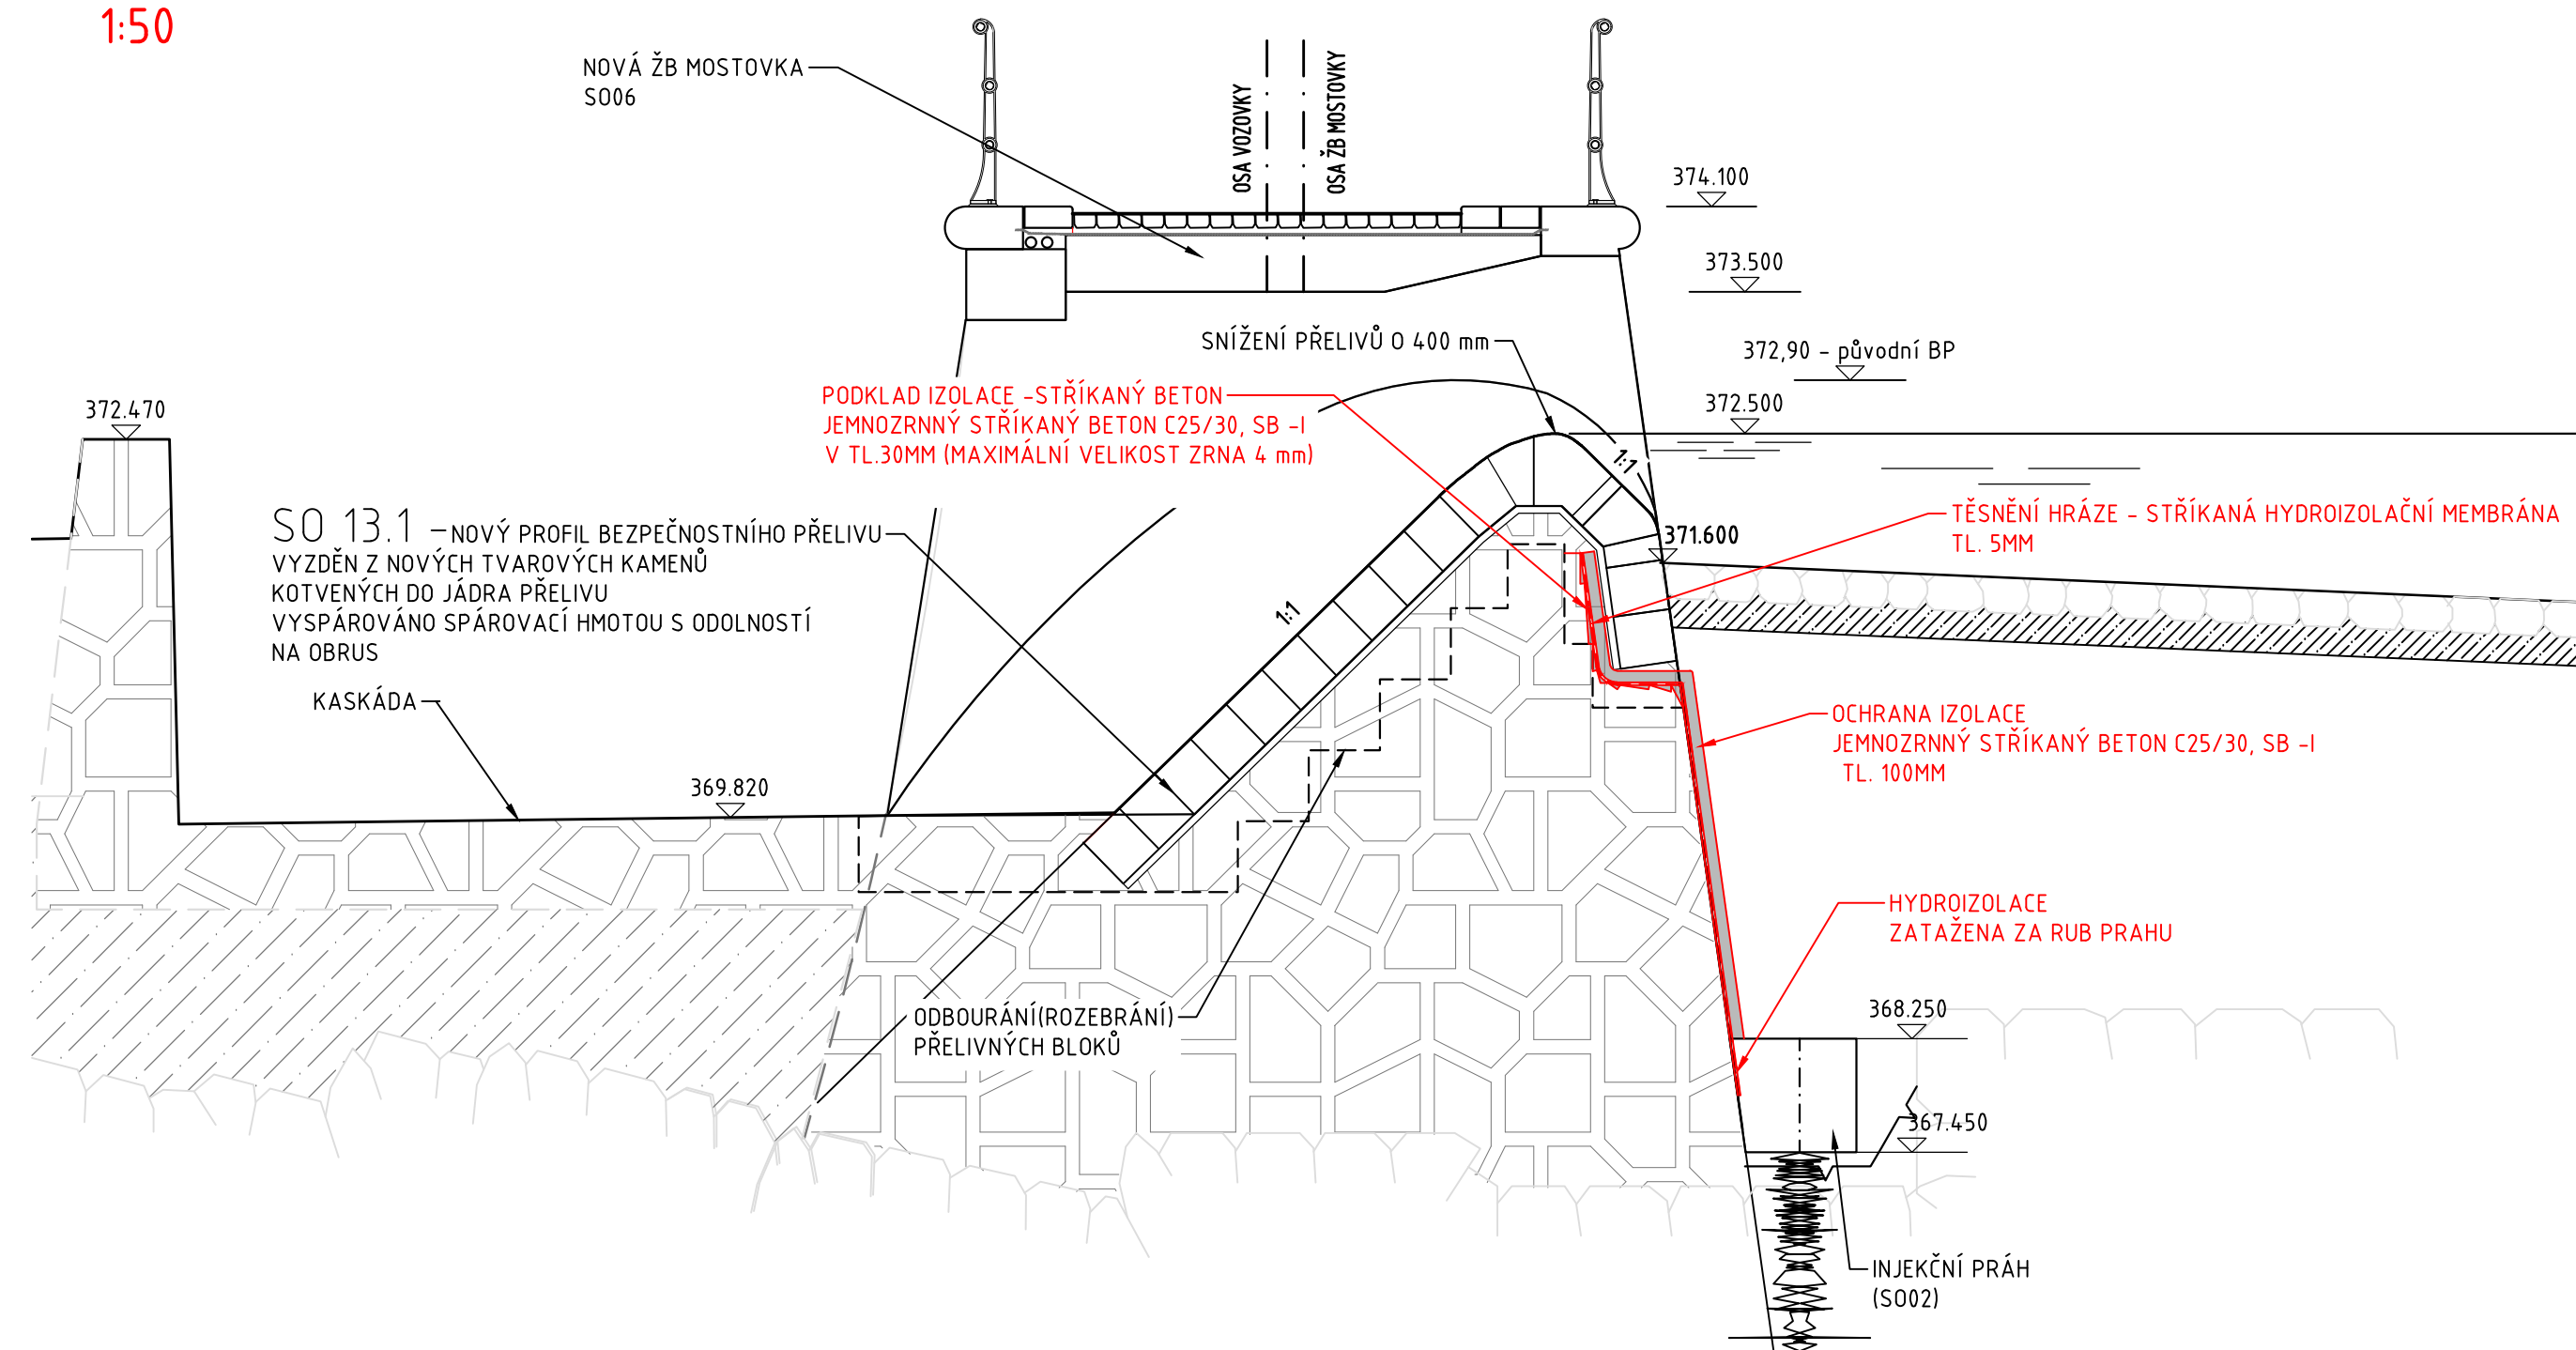 1:50
NOVÁ ŽB MOSTOVKA
SO06
OSA VOZOVKY
OSA ŽB MOSTOVKY
374.100
373.500
SNÍŽENÍ PŘELIVŮ O 400 mm
372,90 - původní BP
372.500
372.470
PODKLAD IZOLACE -STŘÍKANÝ BETON
JEMNOZRNNÝ STŘÍKANÝ BETON C25/30, SB -I
V TL.30MM (MAXIMÁLNÍ VELIKOST ZRNA 4 mm)
1:1
SO 13.1 -NOVÝ PROFIL BEZPEČNOSTNÍHO PŘELIVU
VYZDĚN Z NOVÝCH TVAROVÝCH KAMENŮ
KOTVENÝCH DO JÁDRA PŘELIVU
VYSPÁROVÁNO SPÁROVACÍ HMOTOU S ODOLNOSTÍ
NA OBRUS
TĚSNĚNÍ HRÁZE - STŘÍKANÁ HYDROIZOLAČNÍ MEMBRÁNA
TL. 5MM
371.600
1:1
KASKÁDA
OCHRANA IZOLACE
JEMNOZRNNÝ STŘÍKANÝ BETON C25/30, SB -I
TL. 100MM
369.820
HYDROIZOLACE
ZATAŽENA ZA RUB PRAHU
ODBOURÁNÍ(ROZEBRÁNÍ)
PŘELIVNÝCH BLOKŮ
368.250
367.450
INJEKČNÍ PRÁH
(SO02)